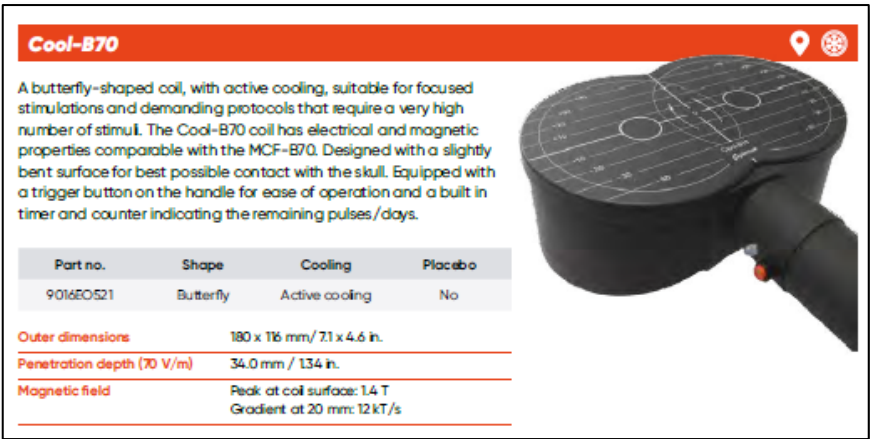 Cool-B70
A butterfly-shaped coil, with active cooling, suitable for focused
stimulations and demanding protocols that require a very high
number of stimuli. The Cool-B70 coil has electrical and magnetic
properties comparable with the MCF-B70. Designed with a slightly
bent surface for best possible contact with the skull. Equipped with
a trigger button on the handle for ease of operation and a built in
timer and counter indicating the remaining pulses/days.
Part no. Shape Cooling Placebo
9016E0521 Butterfly Active cooling No
Outer dimensions 180 x 116 mm/ 7.1 x 4.6 in.
Penetration depth (70 V/m) 34.0 mm / 1.34 in.
Magnetic field Peak at coil surface: 1.4 T
Gradient at 20 mm: 12 kT/s